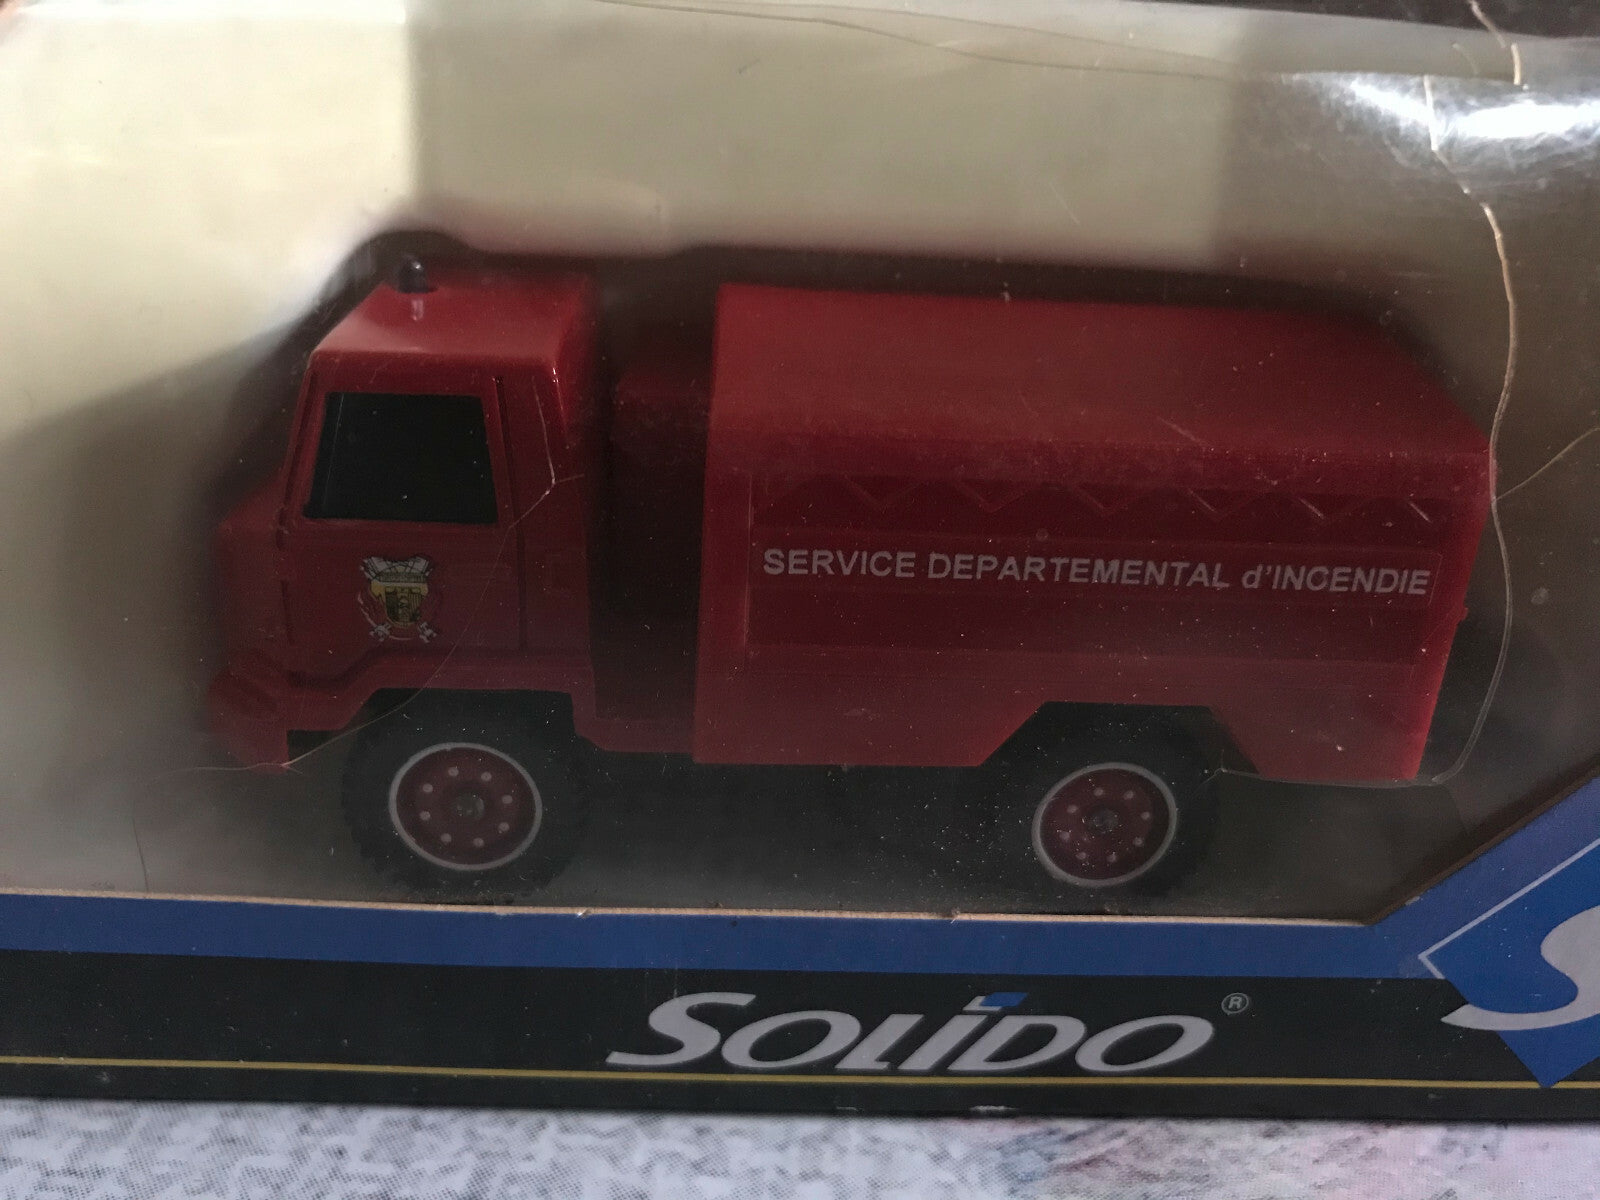 SERVICE DEPARTEMENTAL d'INCENDIE
SOLIDO®